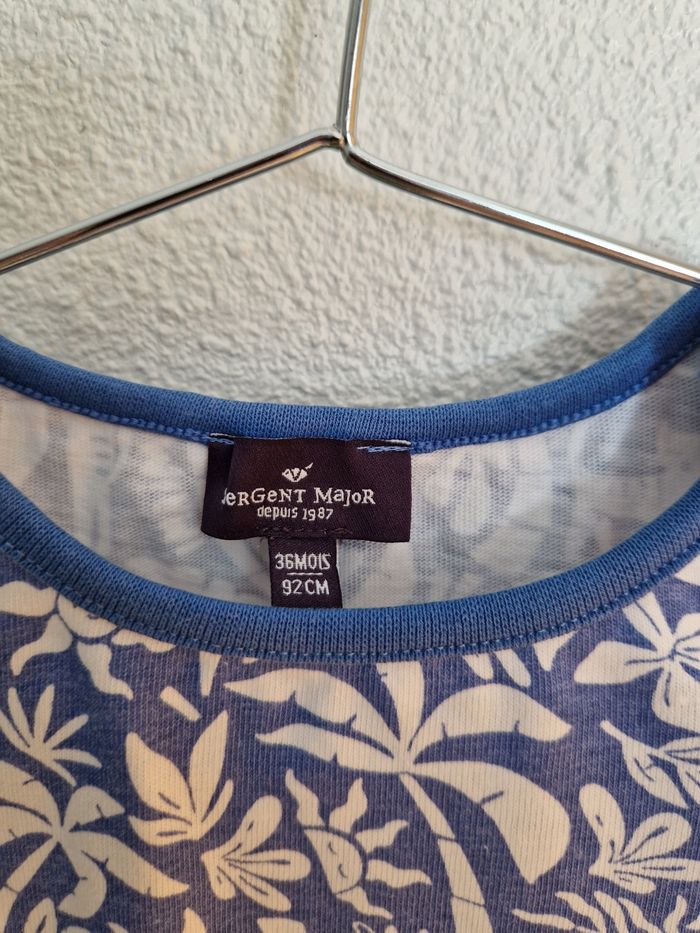 SerGeNT MaJoR
depuis 1987
36MOIS
92CM